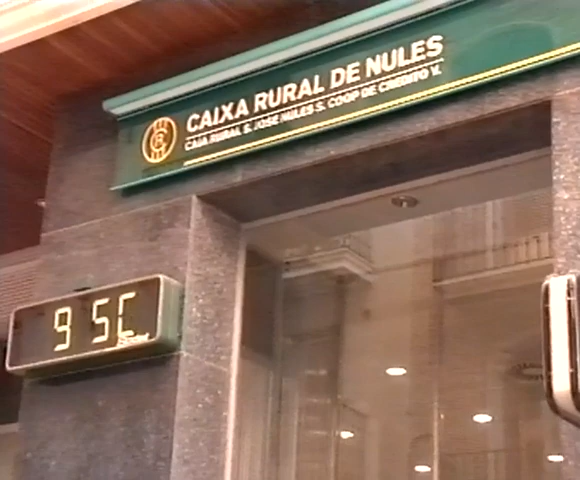 CAIXA RURAL DE NULES
CAJA RURAL S. JOSE NULES S. COOP DE CREDITO V.
9 5C